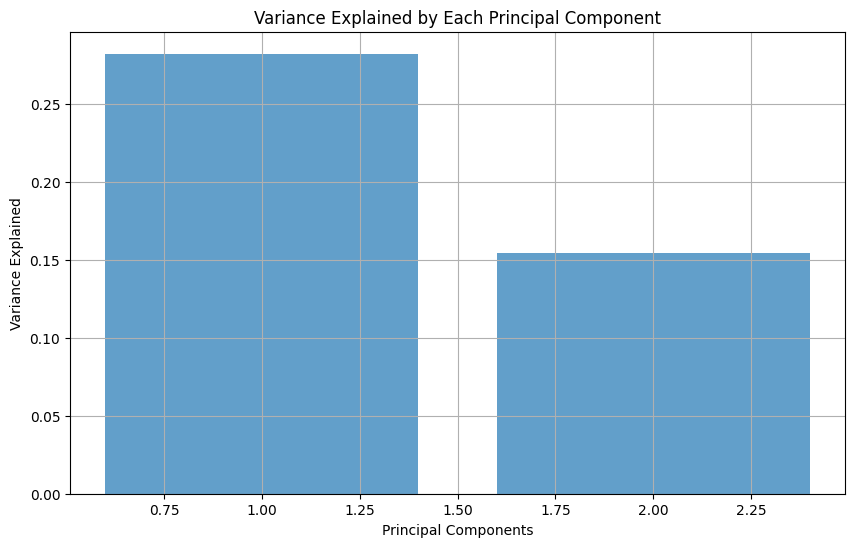 Variance Explained by Each Principal Component
Variance Explained
0.25
0.20
0.15
0.10
0.05
0.00
0.75 1.00 1.25 1.50 1.75 2.00 2.25
Principal Components